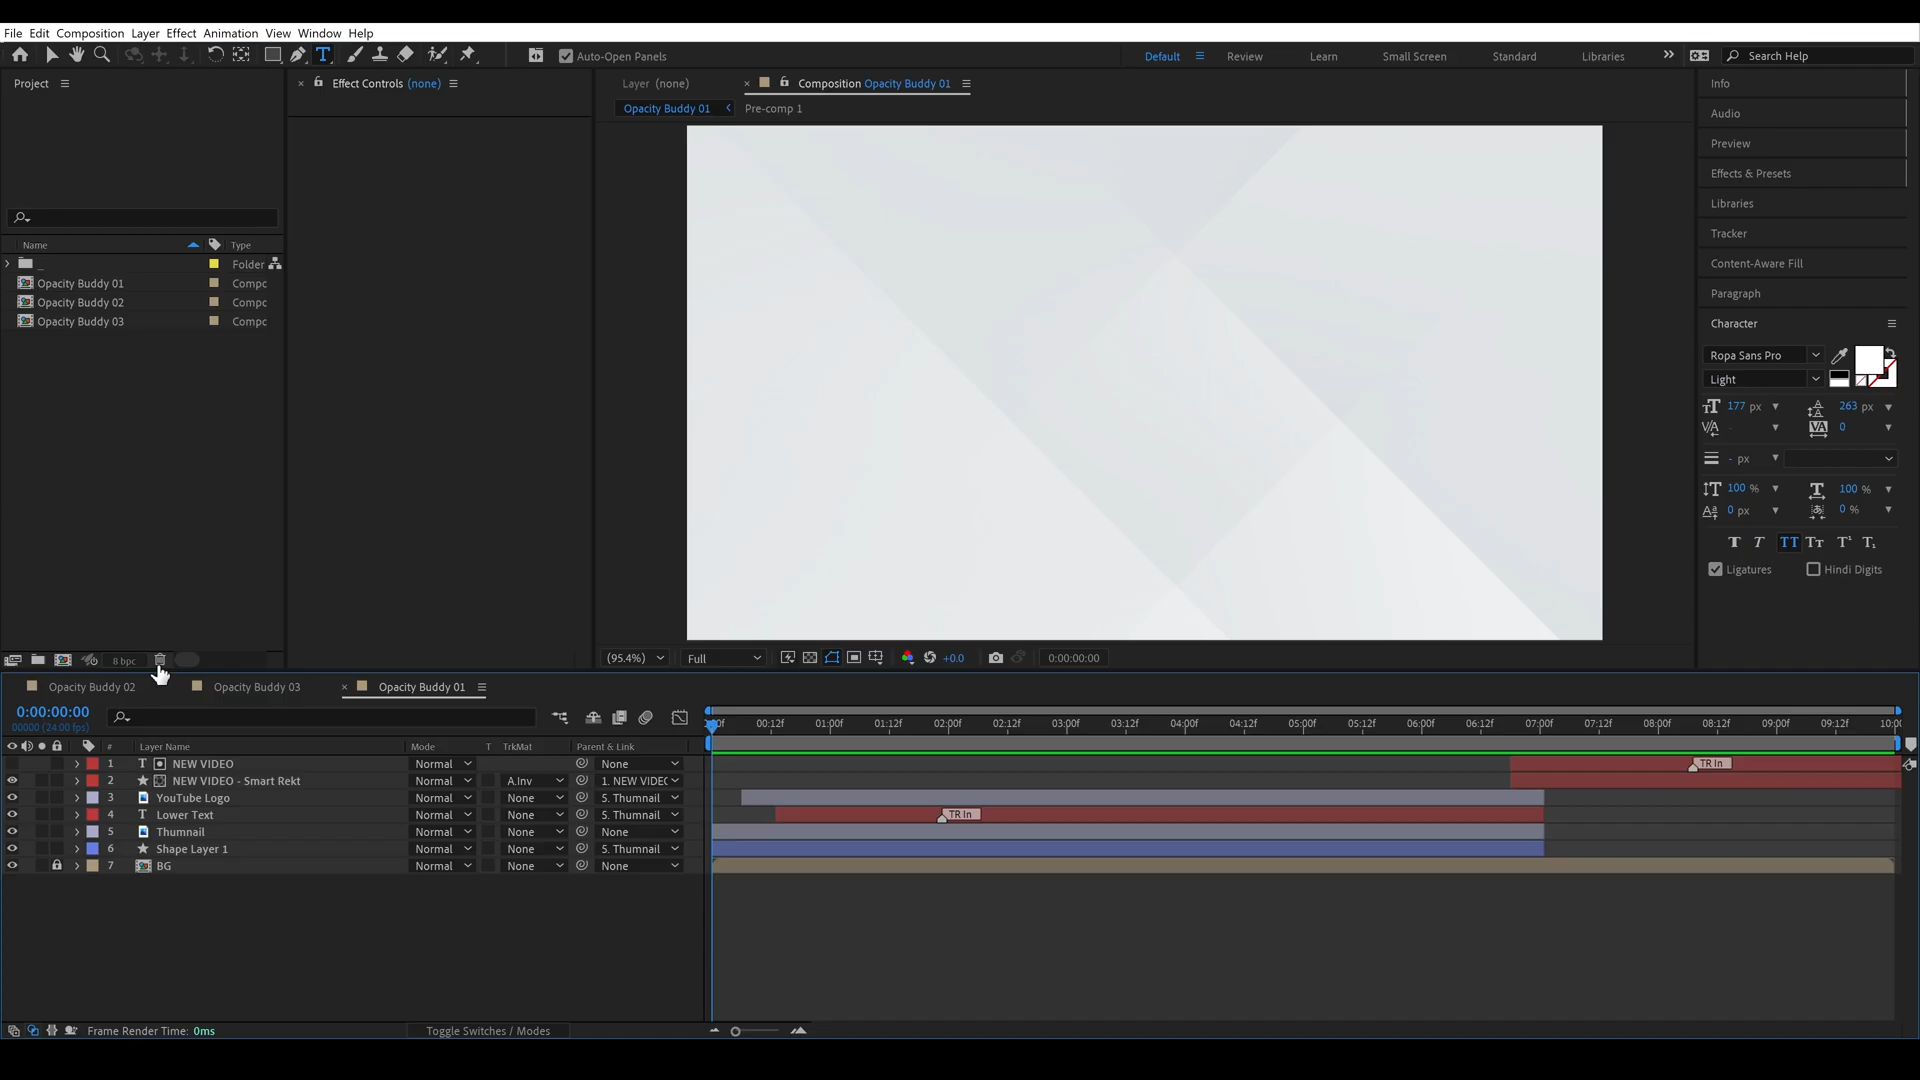 File Edit Composition Layer Effect Animation View Window Help
Auto-Open Panels
Default Review Learn Small Screen Standard Libraries Search Help
Project
Effect Controls (none)
Layer (none)
Composition Opacity Buddy 01
Opacity Buddy 01
Pre-comp 1
Name Type
_ Folder
Opacity Buddy 01 Compc
Opacity Buddy 02 Compc
Opacity Buddy 03 Compc
8 bpc
(95.4%) Full +0.0 0:00:00:00
Info
Audio
Preview
Effects & Presets
Libraries
Tracker
Content-Aware Fill
Paragraph
Character
Ropa Sans Pro
Light
177 px 263 px
0
- px
100 % 100 %
0 px 0 %
T T TT Tт T¹ T₁
Ligatures Hindi Digits
Opacity Buddy 02 Opacity Buddy 03 Opacity Buddy 01
0:00:00:00
00000 (24.00 fps)
00:12f 01:00f 01:12f 02:00f 02:12f 03:00f 03:12f 04:00f 04:12f 05:00f 05:12f 06:00f 06:12f 07:00f 07:12f 08:00f 08:12f 09:00f 09:12f 10:0
# Layer Name Mode T TrkMat Parent & Link
1 T NEW VIDEO Normal None TR In
2 NEW VIDEO - Smart Rekt Normal A.Inv 1. NEW VIDEC
3 YouTube Logo Normal None 5. Thumnail
4 T Lower Text Normal None 5. Thumnail TR In
5 Thumnail Normal None None
6 Shape Layer 1 Normal None 5. Thumnail
7 BG Normal None None
Frame Render Time: 0ms Toggle Switches / Modes